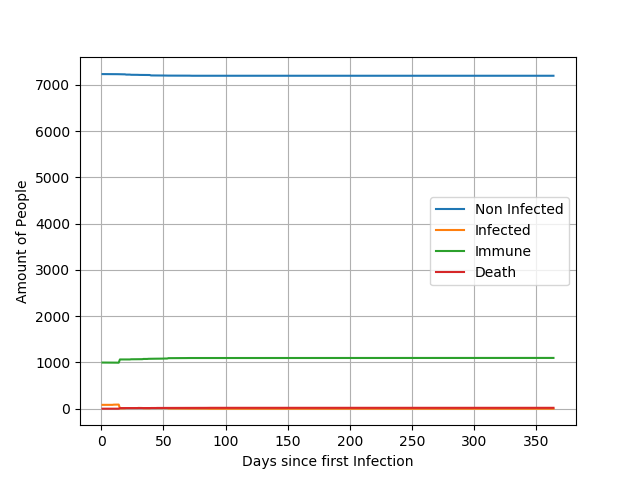 7000
6000
5000
4000
3000
2000
1000
0
Amount of People
Non Infected
Infected
Immune
Death
0 50 100 150 200 250 300 350
Days since first Infection